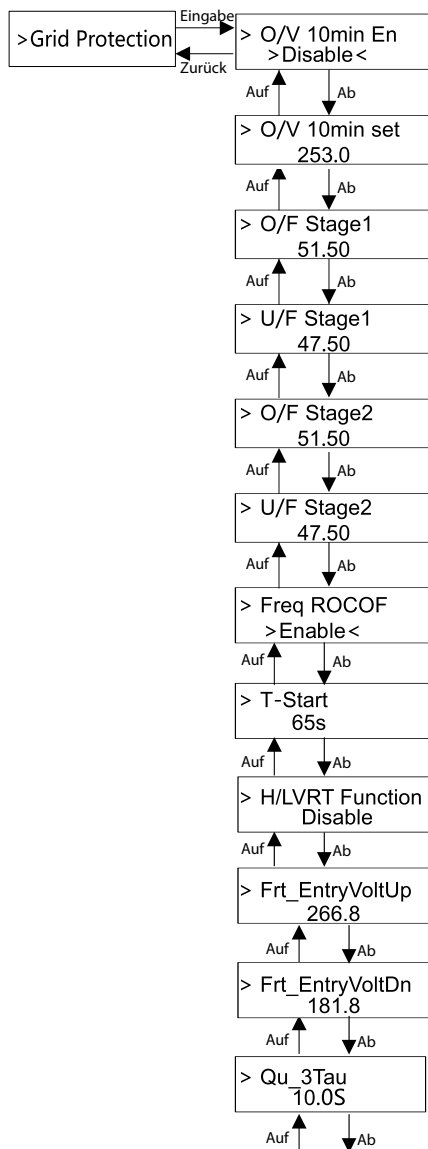 >Grid Protection
Eingabe
Zurück
> O/V 10min En
>Disable<
Auf
Ab
> O/V 10min set
253.0
Auf
Ab
> O/F Stage1
51.50
Auf
Ab
> U/F Stage1
47.50
Auf
Ab
> O/F Stage2
51.50
Auf
Ab
> U/F Stage2
47.50
Auf
Ab
> Freq ROCOF
>Enable<
Auf
Ab
> T-Start
65s
Auf
Ab
> H/LVRT Function
Disable
Auf
Ab
> Frt_EntryVoltUp
266.8
Auf
Ab
> Frt_EntryVoltDn
181.8
Auf
Ab
> Qu_3Tau
10.0S
Auf
Ab